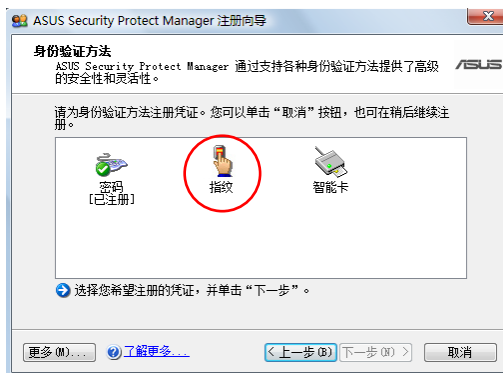 ASUS Security Protect Manager 注册向导
身份验证方法
ASUS Security Protect Manager 通过支持各种身份验证方法提供了高级
的安全性和灵活性。
ASUS
请为身份验证方法注册凭证。您可以单击“取消”按钮，也可在稍后继续注
册。
密码
[已注册]
指纹
智能卡
选择您希望注册的凭证，并单击“下一步”。
更多(M)...
了解更多...
<上一步(B)
下一步(N) >
取消